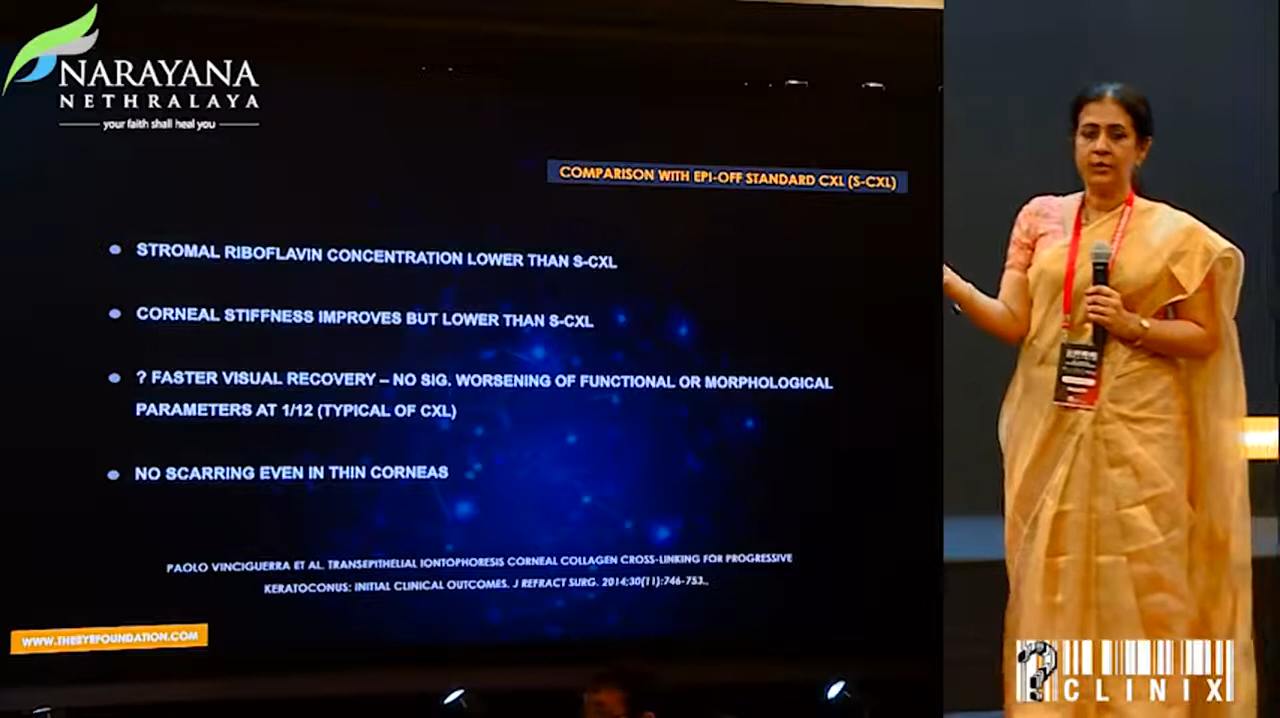 NARAYANA
NETHRALAYA
your faith shall heal you
COMPARISON WITH EPI-OFF STANDARD CXL (S-CXL)
STROMAL RIBOFLAVIN CONCENTRATION LOWER THAN S-CXL
CORNEAL STIFFNESS IMPROVES BUT LOWER THAN S-CXL
? FASTER VISUAL RECOVERY – NO SIG. WORSENING OF FUNCTIONAL OR MORPHOLOGICAL
PARAMETERS AT 1/12 (TYPICAL OF CXL)
NO SCARRING EVEN IN THIN CORNEAS
PAOLO VINCIGUERRA ET AL. TRANSEPITHELIAL IONTOPHORESIS CORNEAL COLLAGEN CROSS-LINKING FOR PROGRESSIVE
KERATOCONUS: INITIAL CLINICAL OUTCOMES. J REFRACT SURG. 2014;30(11):746-753..
WWW.THEEYEFOUNDATION.COM
? CLINIX